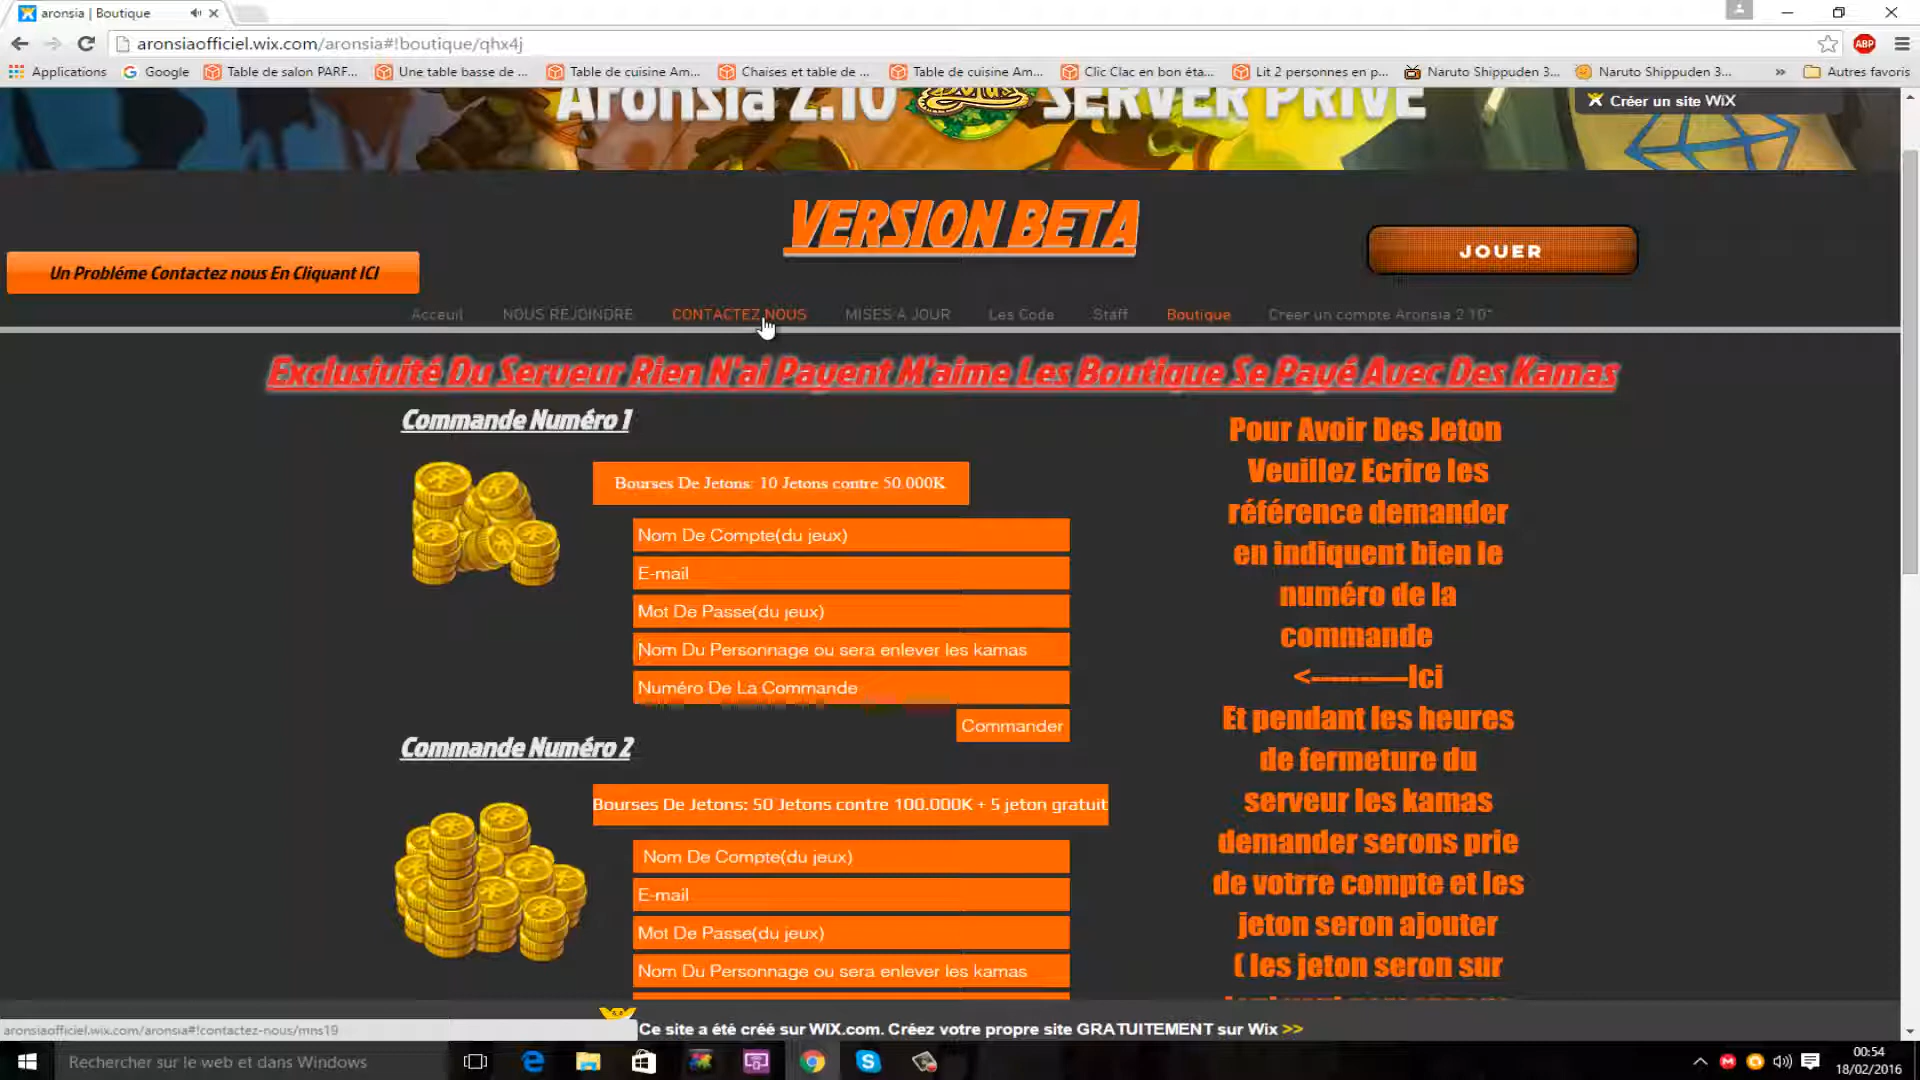 aronsia | Boutique
aronsiaofficiel.wix.com/aronsia#!boutique/qhx4j
ABP
Applications
Google
Table de salon PARF...
Une table basse de ...
Table de cuisine Am...
Chaises et table de ...
Table de cuisine Am...
Clic Clac en bon éta...
Lit 2 personnes en p...
Naruto Shippuden 3...
Naruto Shippuden 3...
»
Autres favoris
Aronsia 2.10
SERVER PRIVE
Créer un site WiX
VERSION BETA
JOUER
Un Probléme Contactez nous En Cliquant ICI
Acceuil
NOUS REJOINDRE
CONTACTEZ NOUS
MISES A JOUR
Les Code
Staff
Boutique
Creer un compte Aronsia 2.10"
Exclusiuité Du Serueur Rien N'ai Payent M'aime Les Boutique Se Payé Auec Des Kamas
Commande Numéro 1
Bourses De Jetons: 10 Jetons contre 50.000K
Nom De Compte(du jeux)
E-mail
Mot De Passe(du jeux)
Nom Du Personnage ou sera enlever les kamas
Numéro De La Commande
Commander
Commande Numéro 2
Bourses De Jetons: 50 Jetons contre 100.000K + 5 jeton gratuit
Nom De Compte(du jeux)
E-mail
Mot De Passe(du jeux)
Nom Du Personnage ou sera enlever les kamas
Pour Avoir Des Jeton
Veuillez Ecrire les
référence demander
en indiquent bien le
numéro de la
commande
<----------Ici
Et pendant les heures
de fermeture du
serveur les kamas
demander serons prie
de votrre compte et les
jeton seron ajouter
( les jeton seron sur
aronsiaofficiel.wix.com/aronsia#!contactez-nous/mns19
Ce site a été créé sur WIX.com. Créez votre propre site GRATUITEMENT sur Wix >>
Rechercher sur le web et dans Windows
00:54
18/02/2016